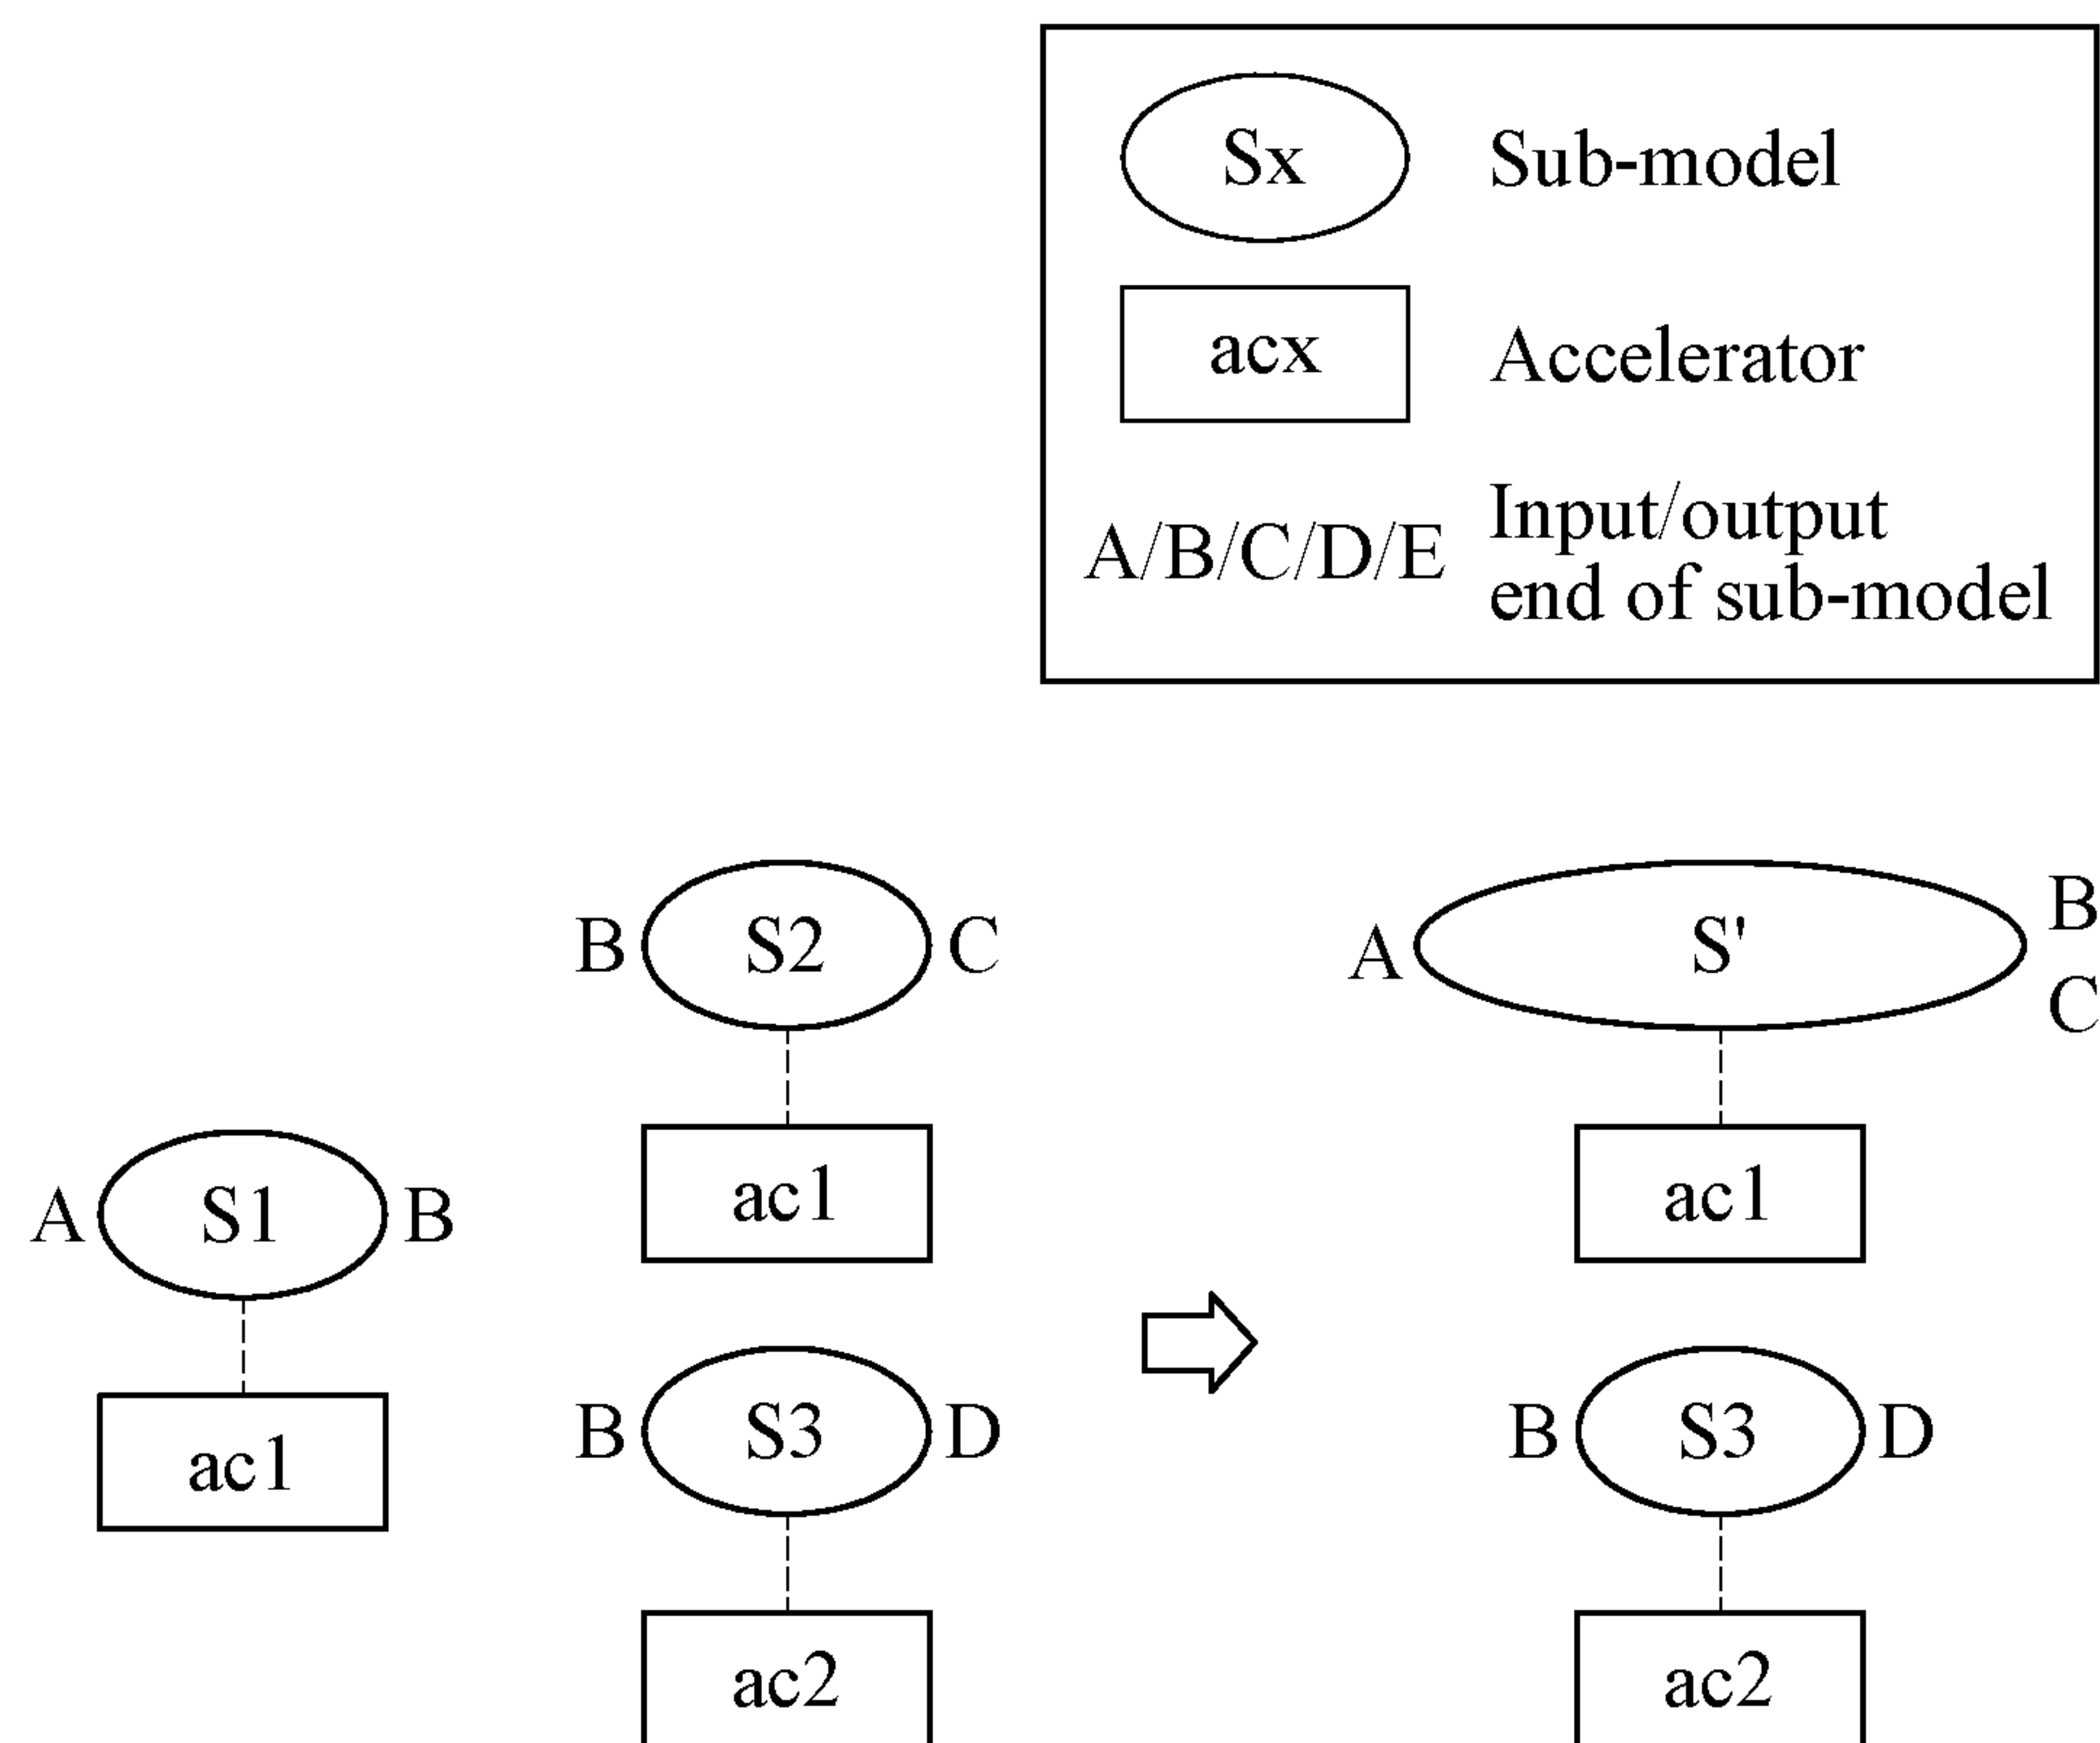 Sx Sub-model
acx Accelerator
A/B/C/D/E Input/output
end of sub-model
B S2 C
ac1
A S1 B
ac1
B S3 D
ac2
A S' B
C
ac1
B S3 D
ac2